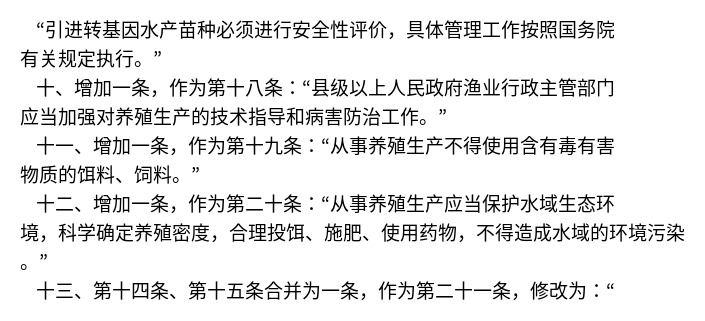 “引进转基因水产苗种必须进行安全性评价，具体管理工作按照国务院
有关规定执行。”
十、增加一条，作为第十八条：“县级以上人民政府渔业行政主管部门
应当加强对养殖生产的技术指导和病害防治工作。”
十一、增加一条，作为第十九条：“从事养殖生产不得使用含有毒有害
物质的饵料、饲料。”
十二、增加一条，作为第二十条：“从事养殖生产应当保护水域生态环
境，科学确定养殖密度，合理投饵、施肥、使用药物，不得造成水域的环境污染
。”
十三、第十四条、第十五条合并为一条，作为第二十一条，修改为：“